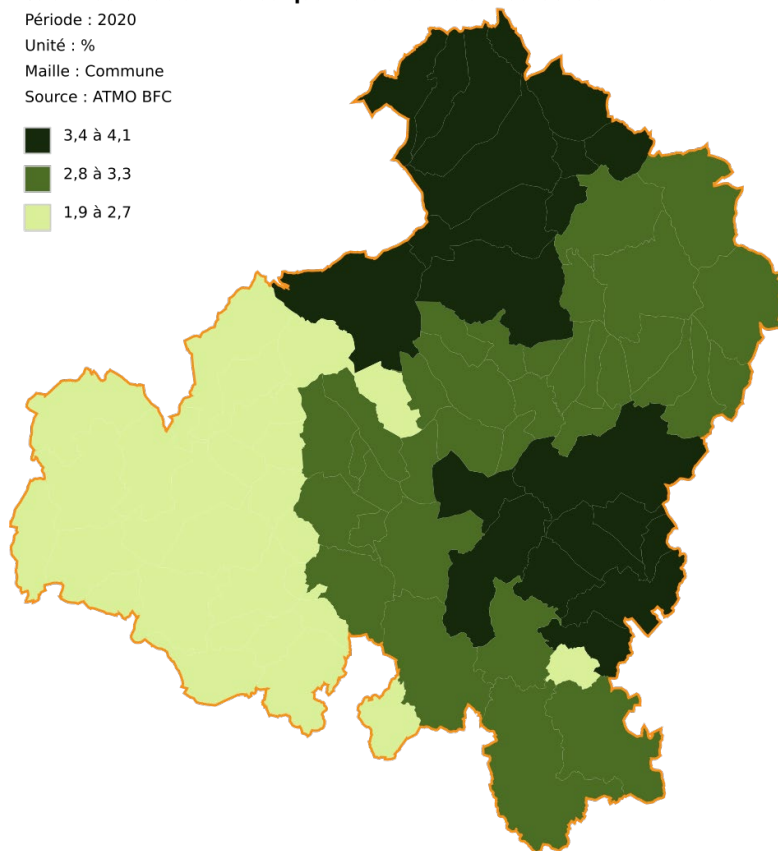 Période : 2020
Unité : %
Maille : Commune
Source : ATMO BFC
3,4 à 4,1
2,8 à 3,3
1,9 à 2,7